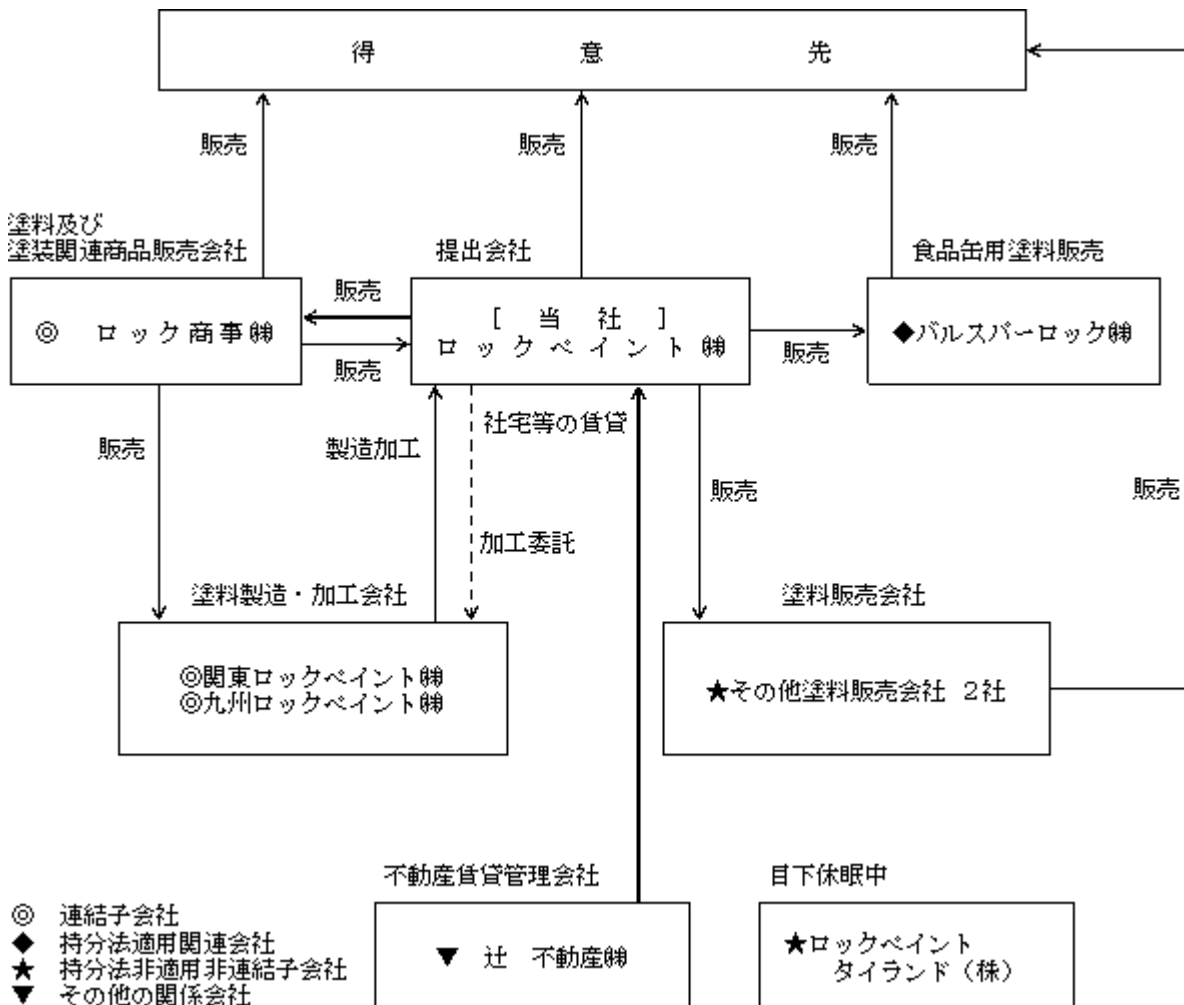 得意先
販売
販売
販売
塗料及び
塗装関連商品販売会社
提出会社
食品缶用塗料販売
◎ ロック商事㈱
販売
販売
[当社]
ロックペイント㈱
販売
◆バルスパーロック㈱
販売
製造加工
社宅等の賃貸
加工委託
販売
販売
塗料製造・加工会社
塗料販売会社
◎関東ロックペイント㈱
◎九州ロックペイント㈱
★その他塗料販売会社 2社
不動産賃貸管理会社
目下休眠中
▼ 辻 不動産㈱
★ロックペイント
タイランド(株)
◎ 連結子会社
◆ 持分法適用関連会社
★ 持分法非適用非連結子会社
▼ その他の関係会社